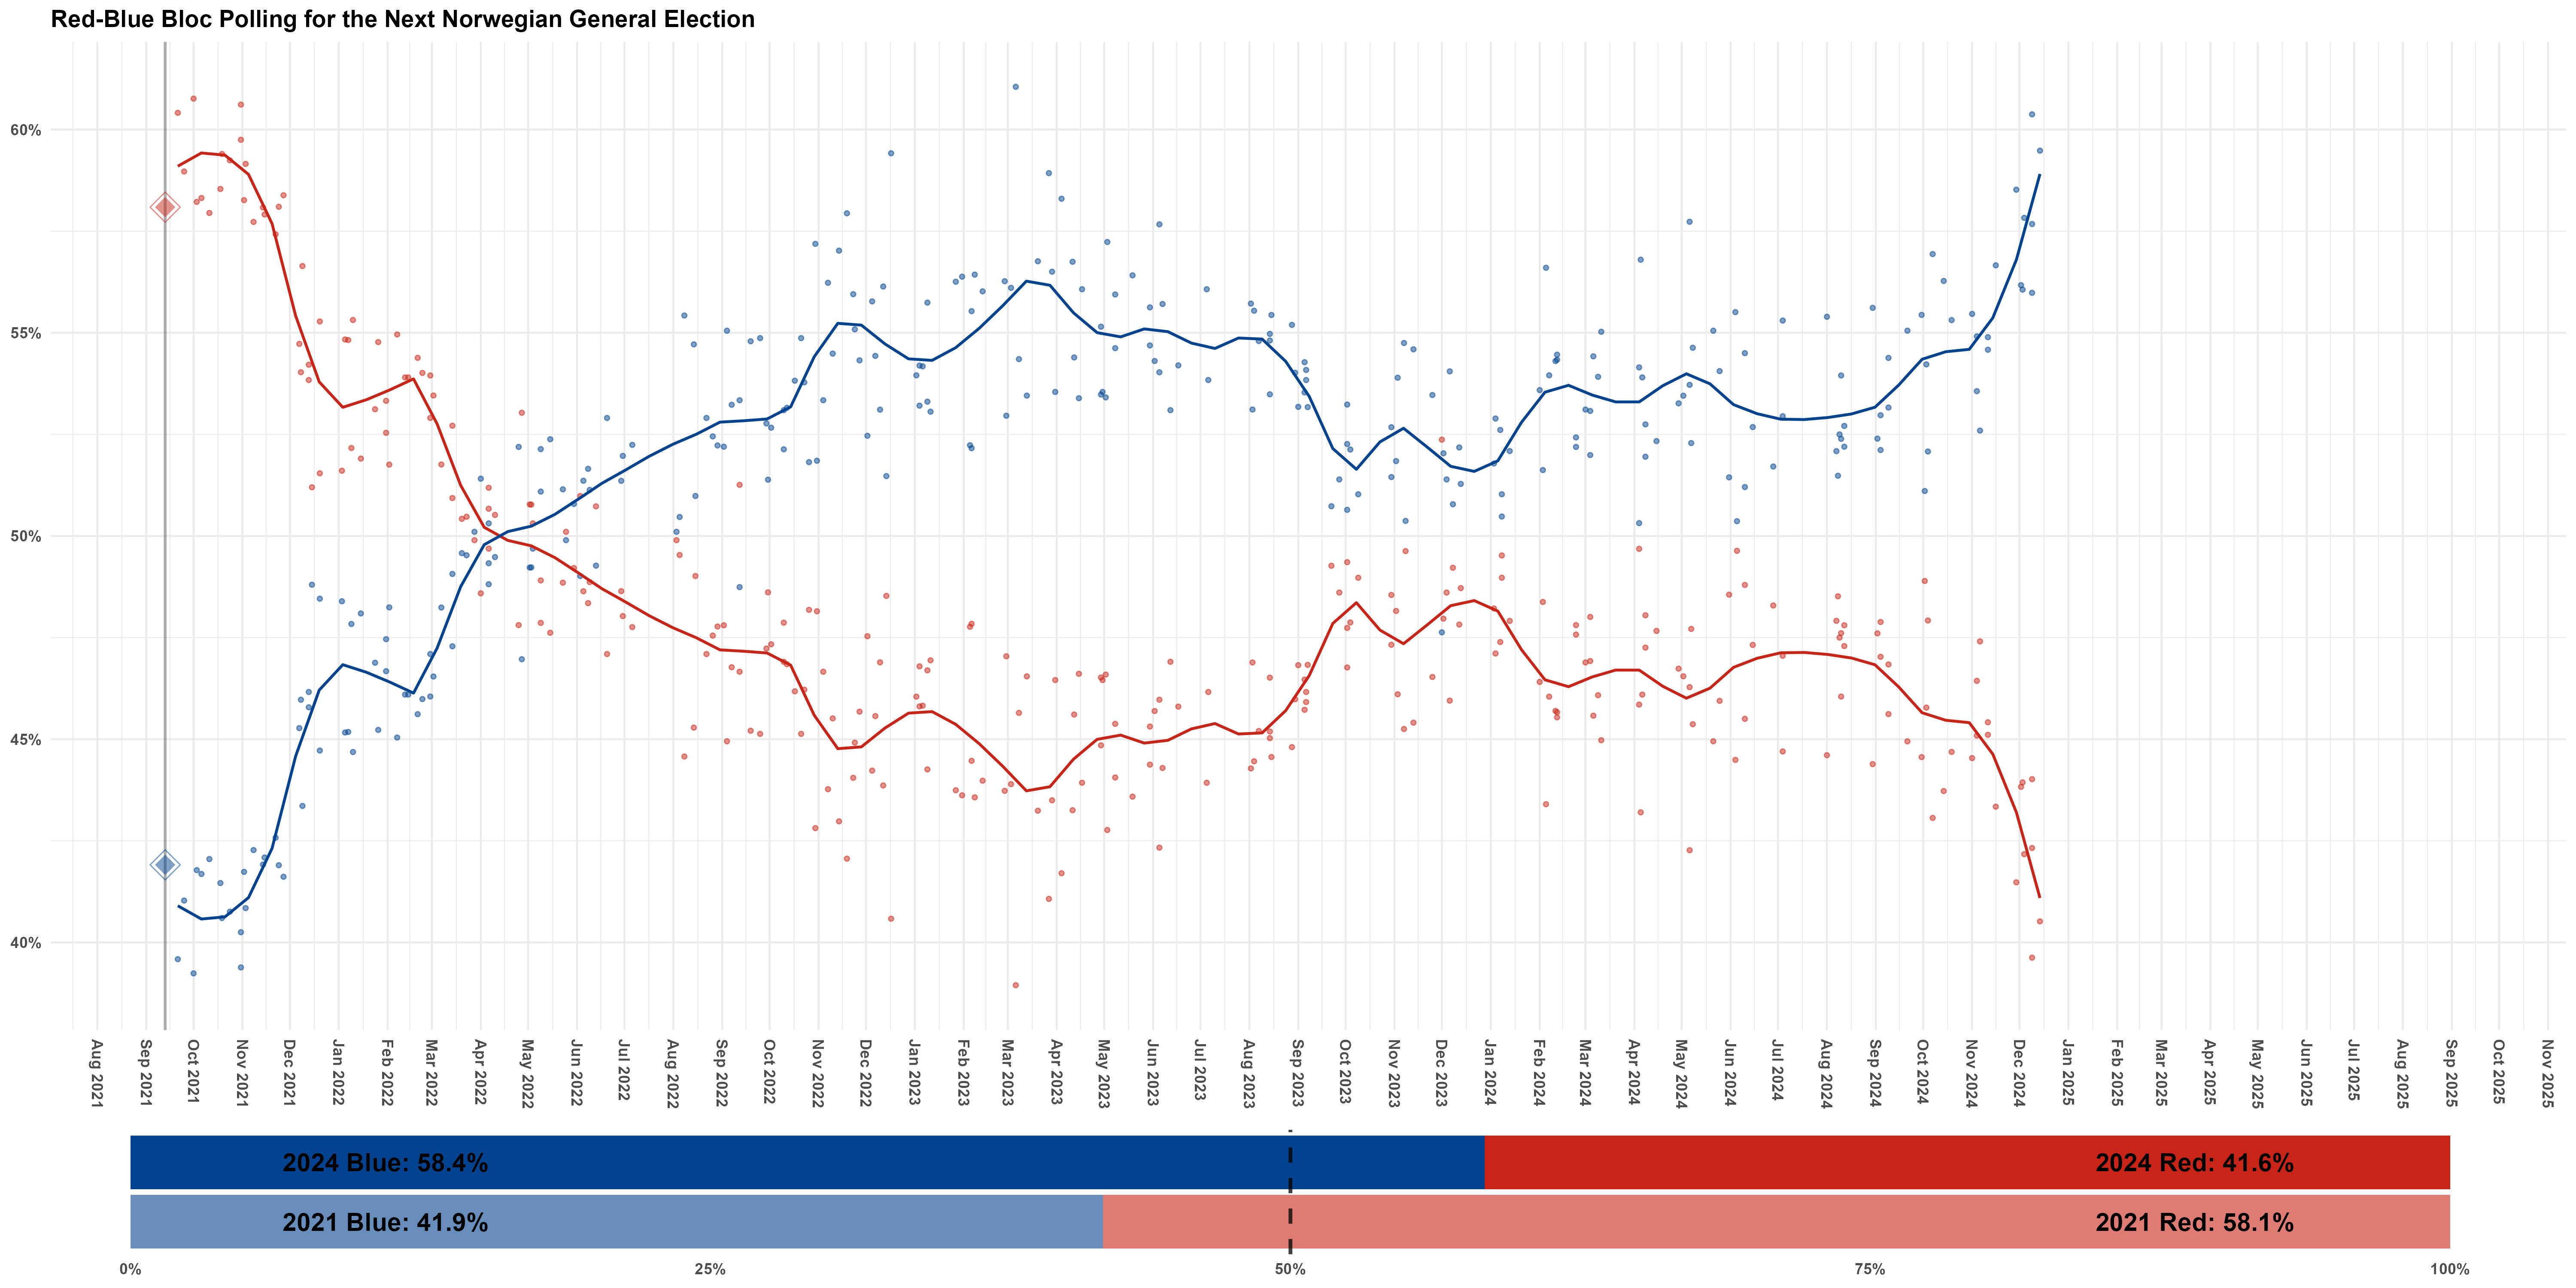 Red-Blue Bloc Polling for the Next Norwegian General Election
60%
55%
50%
45%
40%
Aug 2021
Sep 2021
Oct 2021
Nov 2021
Dec 2021
Jan 2022
Feb 2022
Mar 2022
Apr 2022
May 2022
Jun 2022
Jul 2022
Aug 2022
Sep 2022
Oct 2022
Nov 2022
Dec 2022
Jan 2023
Feb 2023
Mar 2023
Apr 2023
May 2023
Jun 2023
Jul 2023
Aug 2023
Sep 2023
Oct 2023
Nov 2023
Dec 2023
Jan 2024
Feb 2024
Mar 2024
Apr 2024
May 2024
Jun 2024
Jul 2024
Aug 2024
Sep 2024
Oct 2024
Nov 2024
Dec 2024
Jan 2025
Feb 2025
Mar 2025
Apr 2025
May 2025
Jun 2025
Jul 2025
Aug 2025
Sep 2025
Oct 2025
Nov 2025
2024 Blue: 58.4%
2024 Red: 41.6%
2021 Blue: 41.9%
2021 Red: 58.1%
0%
25%
50%
75%
100%